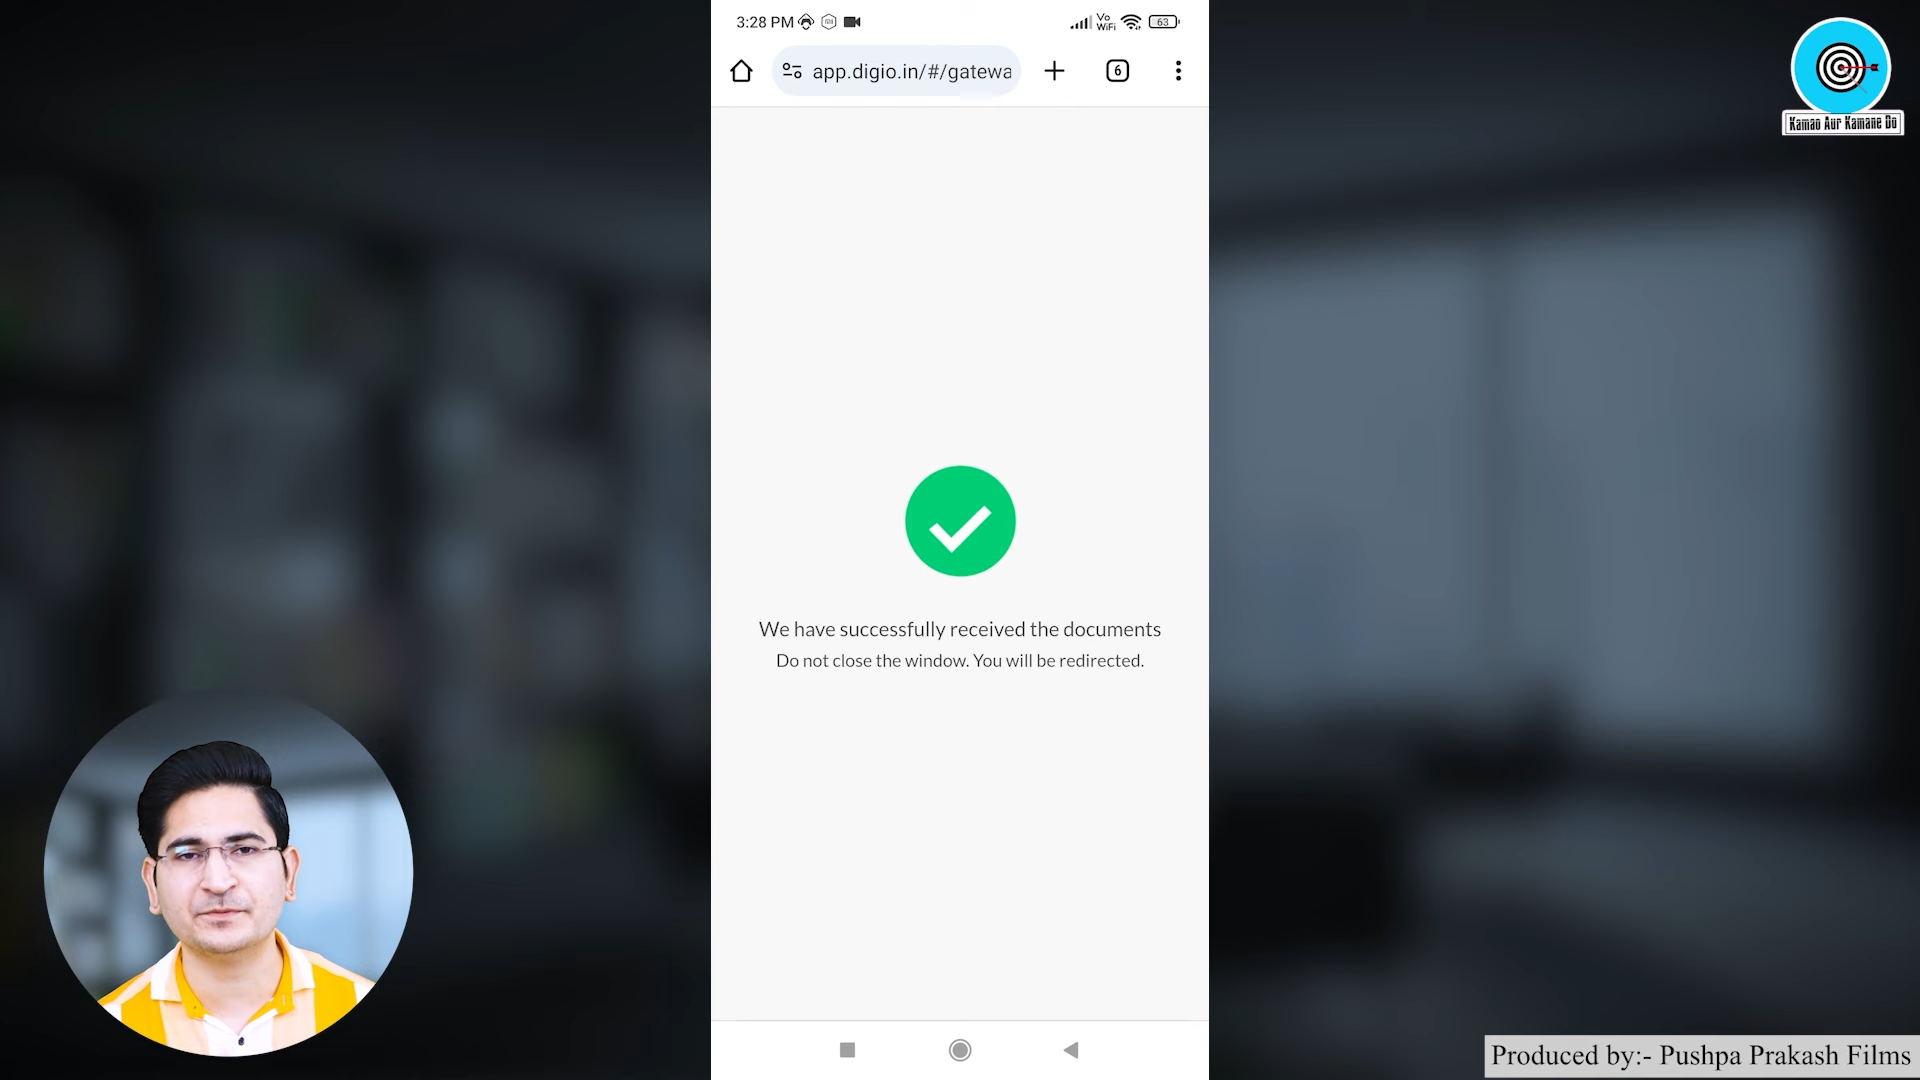 3:28 PM
Vo
WiFi
63
app.digio.in/#/gatewa
6
Kamao Aur Kamane Do
We have successfully received the documents
Do not close the window. You will be redirected.
Produced by:- Pushpa Prakash Films